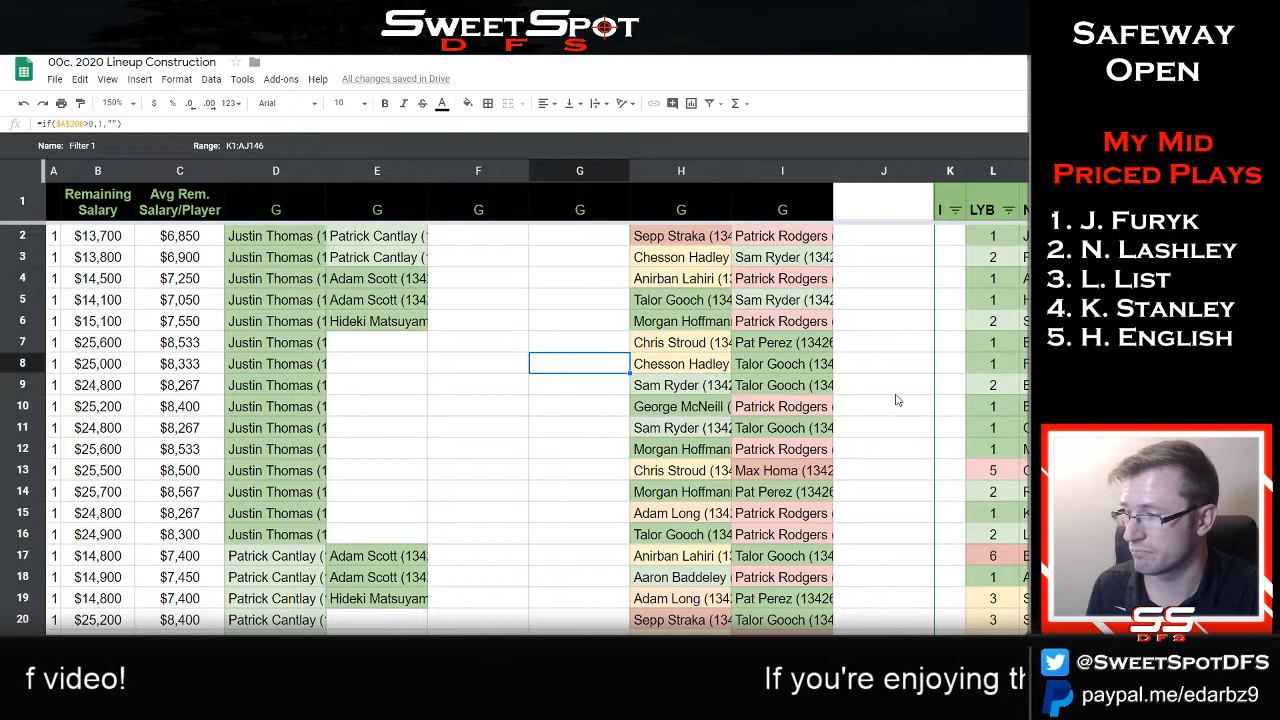 SweetSpot
DFS
00c. 2020 Lineup Construction
File Edit View Insert Format Data Tools Add-ons Help All changes saved in Drive
150% $ % .0 .00 123 Arial 10 B I S A
fx =if($A$200>0,1,"")
Name: Filter 1 Range: K1:AJ146
A B C D E F G H I J K L
1 Remaining Salary Avg Rem. Salary/Player G G G G G G I LYB N
2 1 $13,700 $6,850 Justin Thomas (1 Patrick Cantlay ( Sepp Straka (134 Patrick Rodgers ( 1
3 1 $13,800 $6,900 Justin Thomas (1 Patrick Cantlay ( Chesson Hadley Sam Ryder (1342 2
4 1 $14,500 $7,250 Justin Thomas (1 Adam Scott (134 Anirban Lahiri (13 Patrick Rodgers ( 1
5 1 $14,100 $7,050 Justin Thomas (1 Adam Scott (134 Talor Gooch (134 Sam Ryder (1342 1
6 1 $15,100 $7,550 Justin Thomas (1 Hideki Matsuyam Morgan Hoffman Patrick Rodgers ( 2
7 1 $25,600 $8,533 Justin Thomas (1 Chris Stroud (134 Pat Perez (13426 1
8 1 $25,000 $8,333 Justin Thomas (1 Chesson Hadley Talor Gooch (134 1
9 1 $24,800 $8,267 Justin Thomas (1 Sam Ryder (1342 Talor Gooch (134 2
10 1 $25,200 $8,400 Justin Thomas (1 George McNeill ( Patrick Rodgers ( 1
11 1 $24,800 $8,267 Justin Thomas (1 Sam Ryder (1342 Talor Gooch (134 1
12 1 $25,600 $8,533 Justin Thomas (1 Morgan Hoffman Patrick Rodgers ( 1
13 1 $25,500 $8,500 Justin Thomas (1 Chris Stroud (134 Max Homa (1342 5
14 1 $25,700 $8,567 Justin Thomas (1 Morgan Hoffman Pat Perez (13426 2
15 1 $24,800 $8,267 Justin Thomas (1 Adam Long (1342 Patrick Rodgers ( 1
16 1 $24,900 $8,300 Justin Thomas (1 Talor Gooch (134 Patrick Rodgers ( 2
17 1 $14,800 $7,400 Patrick Cantlay ( Adam Scott (134 Anirban Lahiri (13 Talor Gooch (134 6
18 1 $14,900 $7,450 Patrick Cantlay ( Adam Scott (134 Aaron Baddeley Patrick Rodgers ( 1
19 1 $14,800 $7,400 Patrick Cantlay ( Hideki Matsuyam Adam Long (1342 Pat Perez (13426 3
20 1 $25,200 $8,400 Patrick Cantlay ( Sepp Straka (134 Talor Gooch (134 3
Safeway
Open
My Mid
Priced Plays
1. J. Furyk
2. N. Lashley
3. L. List
4. K. Stanley
5. H. English
SS
DFS
@SweetSpotDFS
paypal.me/edarbz9
f video! If you're enjoying th